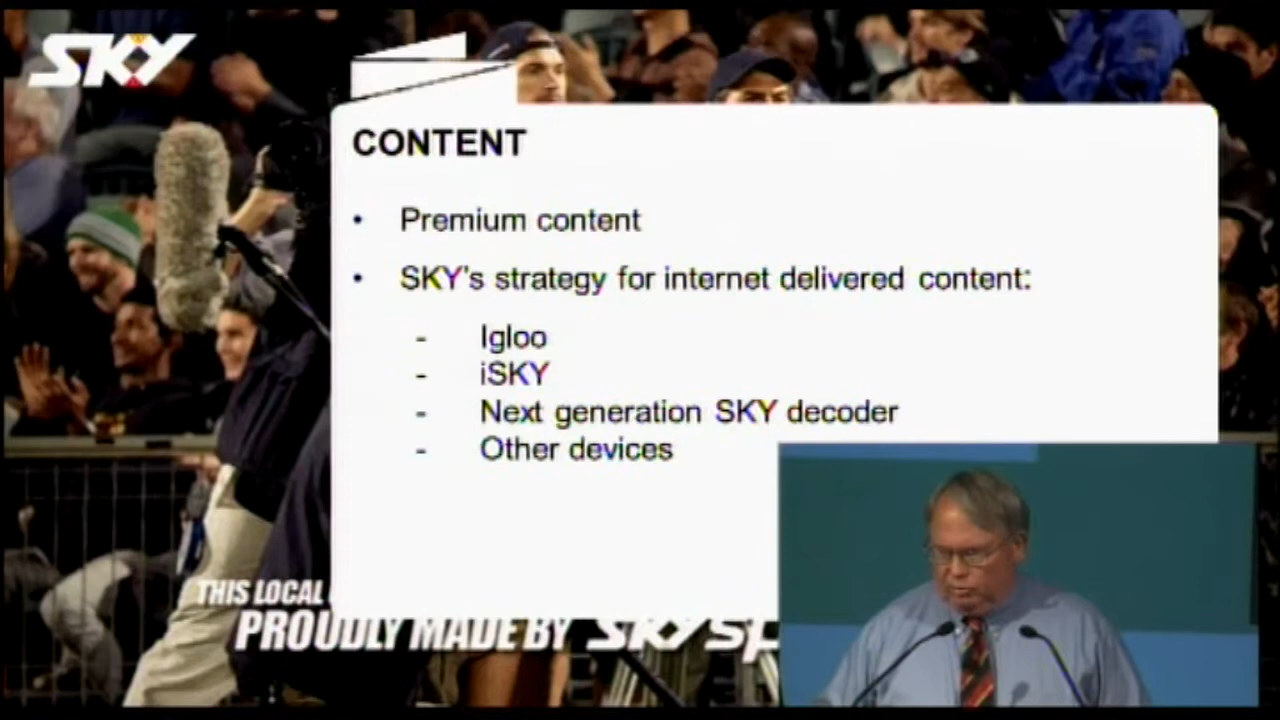 SKY
CONTENT
• Premium content
• SKY's strategy for internet delivered content:
- Igloo
- iSKY
- Next generation SKY decoder
- Other devices
THIS LOCAL
PROUDLY MADE BY SKY SP